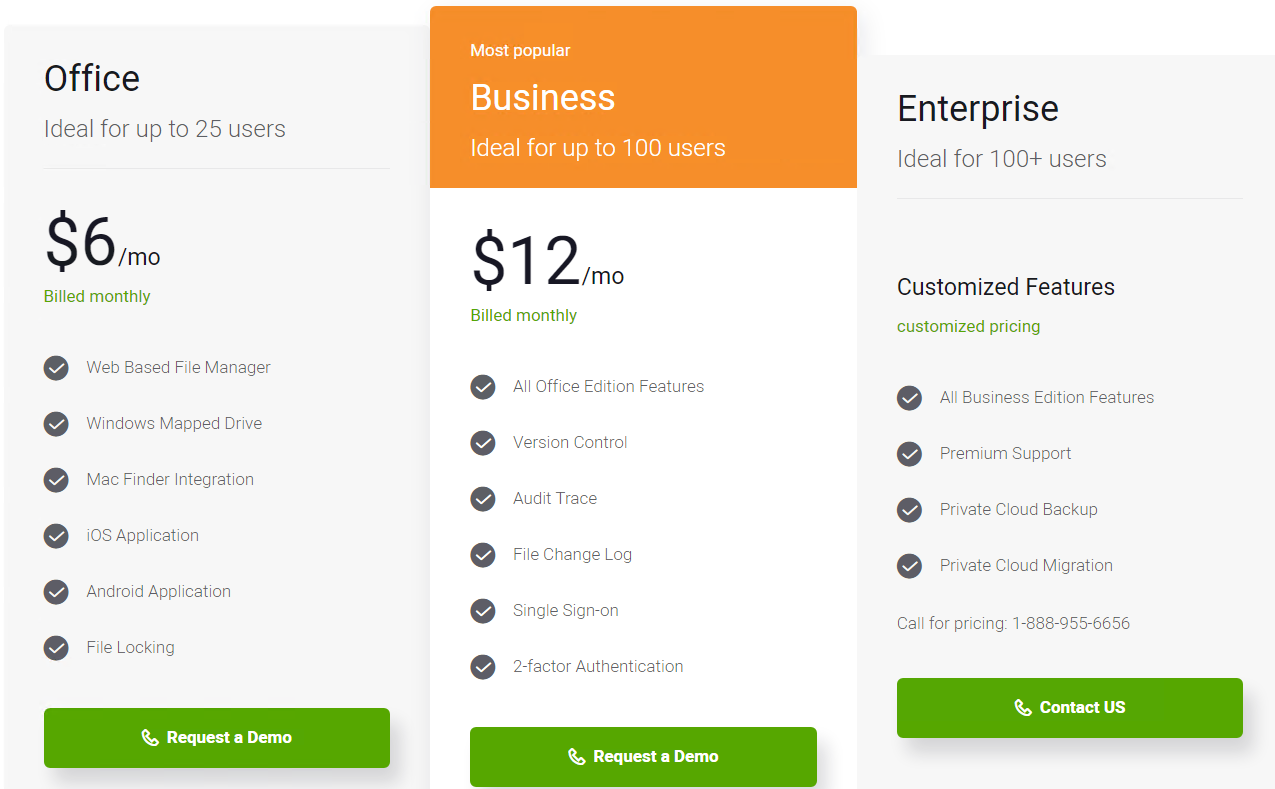 Office
Ideal for up to 25 users
$6/mo
Billed monthly
Web Based File Manager
Windows Mapped Drive
Mac Finder Integration
iOS Application
Android Application
File Locking
Request a Demo
Most popular
Business
Ideal for up to 100 users
$12/mo
Billed monthly
All Office Edition Features
Version Control
Audit Trace
File Change Log
Single Sign-on
2-factor Authentication
Request a Demo
Enterprise
Ideal for 100+ users
Customized Features
customized pricing
All Business Edition Features
Premium Support
Private Cloud Backup
Private Cloud Migration
Call for pricing: 1-888-955-6656
Contact US